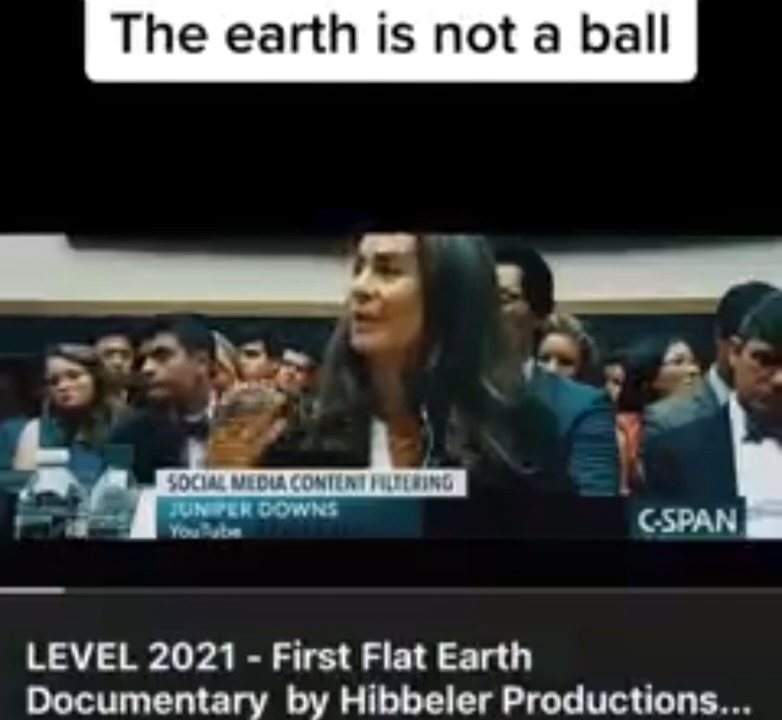 The earth is not a ball
SOCIAL MEDIA CONTENT FILTERING
JUNIPER DOWNS
YouTube
C-SPAN
LEVEL 2021 - First Flat Earth
Documentary by Hibbeler Productions...